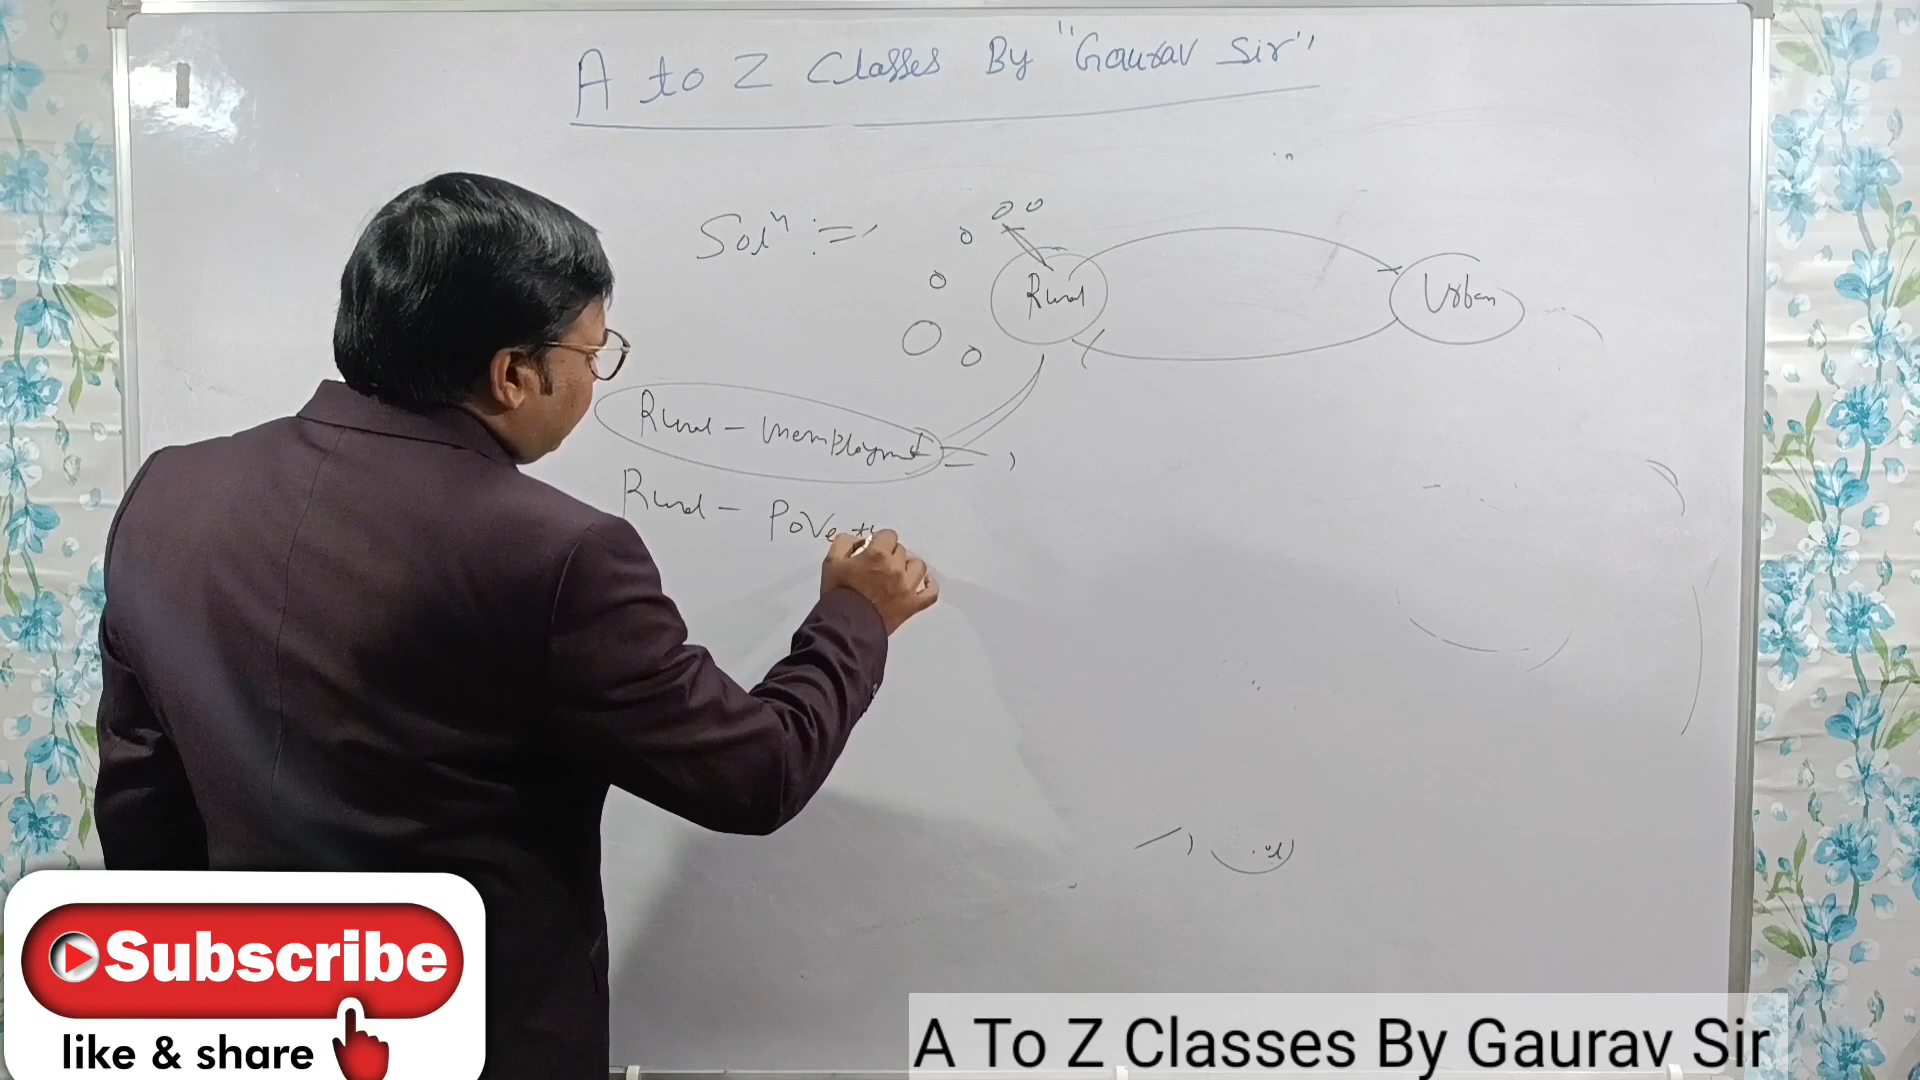 A to Z Classes By "Gaurav Sir"
Solⁿ :=
Rural
Urban
Rural - Unemployment
Rural - Poverty
Subscribe
like & share
A To Z Classes By Gaurav Sir